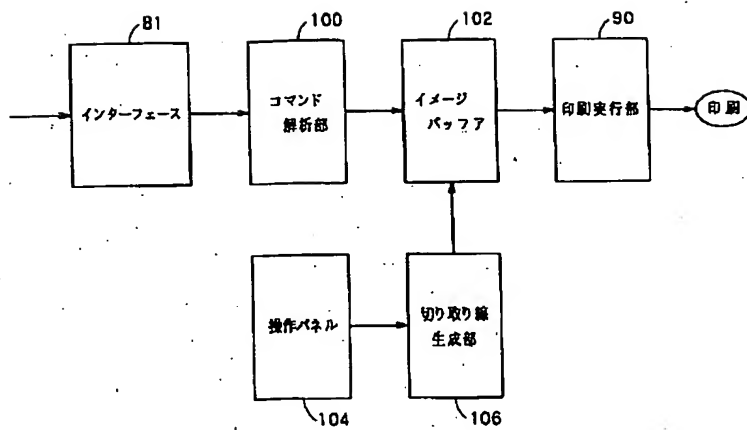 81
100
102
90
インターフェース
コマンド
解析部
イメージ
バッファ
印刷実行部
印刷
操作パネル
切り取り線
生成部
104
106